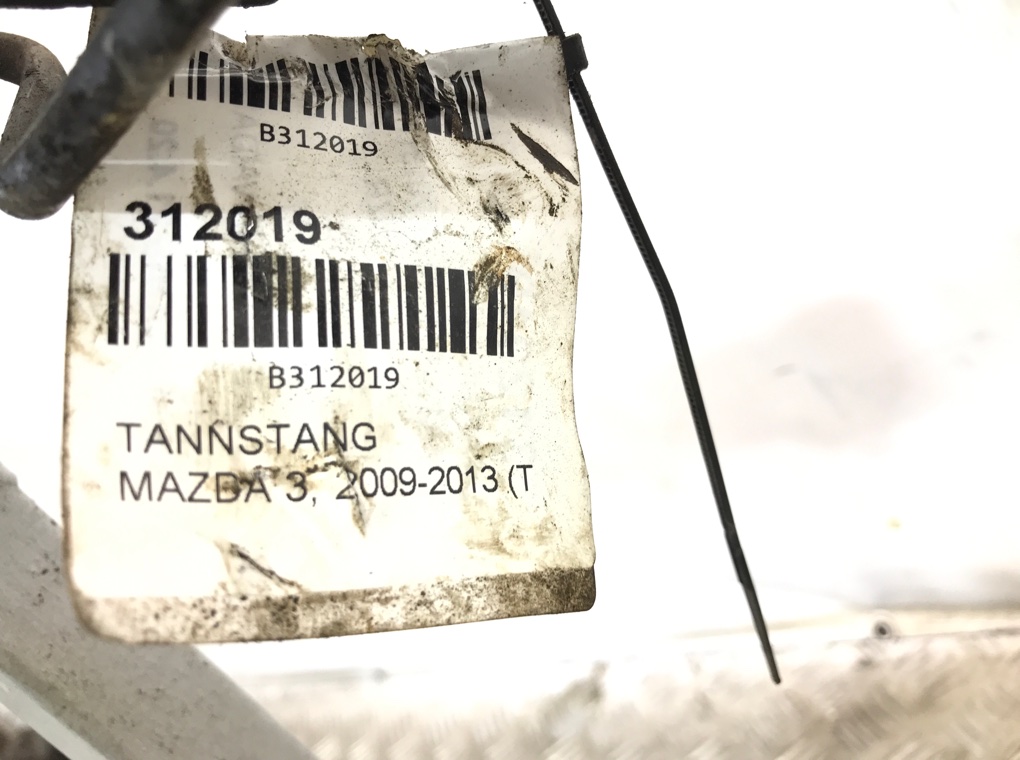 B312019
312019
B312019
TANNSTANG
MAZDA 3, 2009-2013 (T